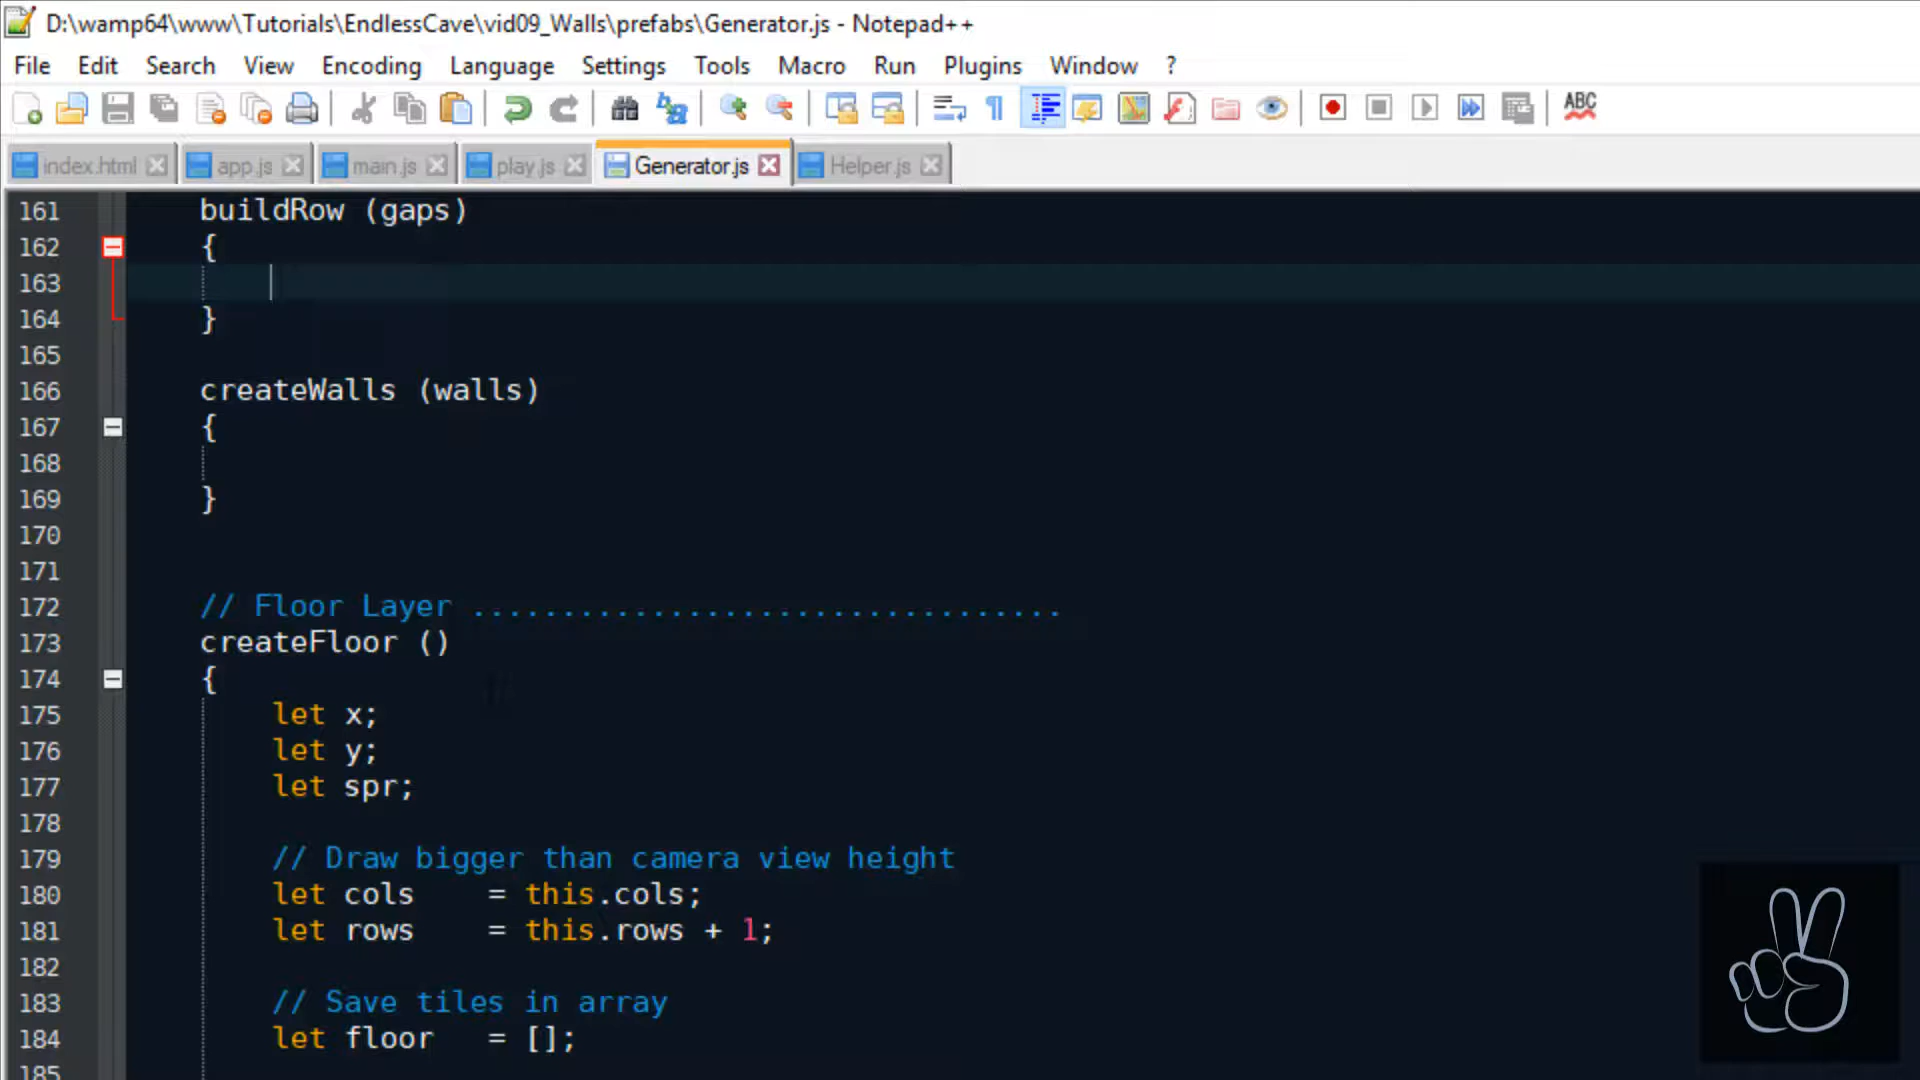 D:\wamp64\www\Tutorials\EndlessCave\vid09_Walls\prefabs\Generator.js - Notepad++
File Edit Search View Encoding Language Settings Tools Macro Run Plugins Window ?
ABC
index.html app.js main.js play.js Generator.js Helper.js
161 buildRow (gaps)
162 {
163
164 }
165
166 createWalls (walls)
167 {
168
169 }
170
171
172 // Floor Layer .................................
173 createFloor ()
174 {
175 let x;
176 let y;
177 let spr;
178
179 // Draw bigger than camera view height
180 let cols = this.cols;
181 let rows = this.rows + 1;
182
183 // Save tiles in array
184 let floor = [];
185